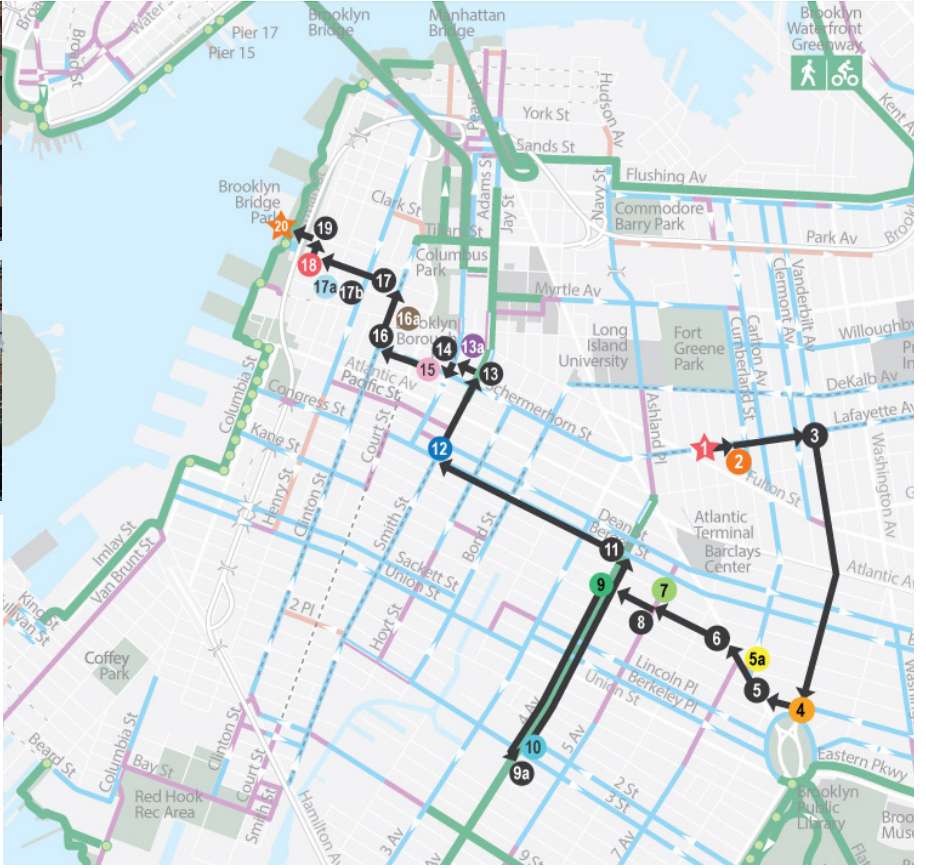 Broad St
Water
Pier 17
Pier 15
Brooklyn
Bridge
Manhattan
Bridge
Brooklyn
Waterfront
Greenway
Kent Av
Hudson Av
York St
Sands St
Flushing Av
Navy St
Adams St
Jay St
Commodore
Barry Park
Park Av
Clark St
Brooklyn
Bridge
Park
20
19
18
17a
17b
17
16a
16
Columbus
Park
Myrtle Av
Long
Island
University
Fort
Greene
Park
Cumberland St
Carlton Av
Clermont Av
Vanderbilt Av
Willoughby
DeKalb Av
Lafayette Av
14
13a
15
13
Schermerhorn St
Atlantic Av
Pacific St
Columbia St
Congress St
Kane St
Court St
12
Ashland Pl
1
2
3
Fulton St
Washington Av
Henry St
Clinton St
Smith St
Bond St
Dean St
11
Atlantic
Terminal
Barclays
Center
Atlantic Av
Imlay St
Van Brunt St
Sackett St
Union St
Hoyt St
2 Pl
9
7
8
6
5a
5
4
Lincoln Pl
Berkeley Pl
Union St
Coffey
Park
Columbia St
Beard St
Bay St
Clinton St
Court St
Smith St
Red Hook
Rec Area
Hamilton Av
4 Av
5 Av
10
9a
3 Av
2 St
3 St
7 Av
9 St
Eastern Pkwy
Brooklyn
Public
Library